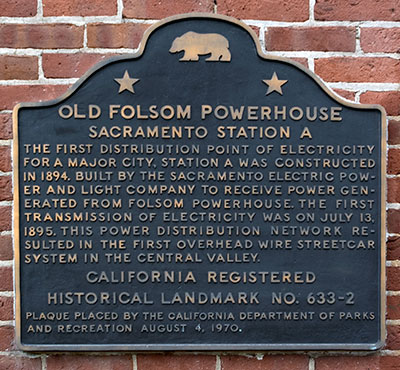 OLD FOLSOM POWERHOUSE
SACRAMENTO STATION A
THE FIRST DISTRIBUTION POINT OF ELECTRICITY
FOR A MAJOR CITY, STATION A WAS CONSTRUCTED
IN 1894, BUILT BY THE SACRAMENTO ELECTRIC POW-
ER AND LIGHT COMPANY TO RECEIVE POWER GEN-
ERATED FROM FOLSOM POWERHOUSE. THE FIRST
TRANSMISSION OF ELECTRICITY WAS ON JULY 13,
1895. THIS POWER DISTRIBUTION NETWORK RE-
SULTED IN THE FIRST OVERHEAD WIRE STREETCAR
SYSTEM IN THE CENTRAL VALLEY.
CALIFORNIA REGISTERED
HISTORICAL LANDMARK NO. 633-2
PLAQUE PLACED BY THE CALIFORNIA DEPARTMENT OF PARKS
AND RECREATION AUGUST 4, 1970.